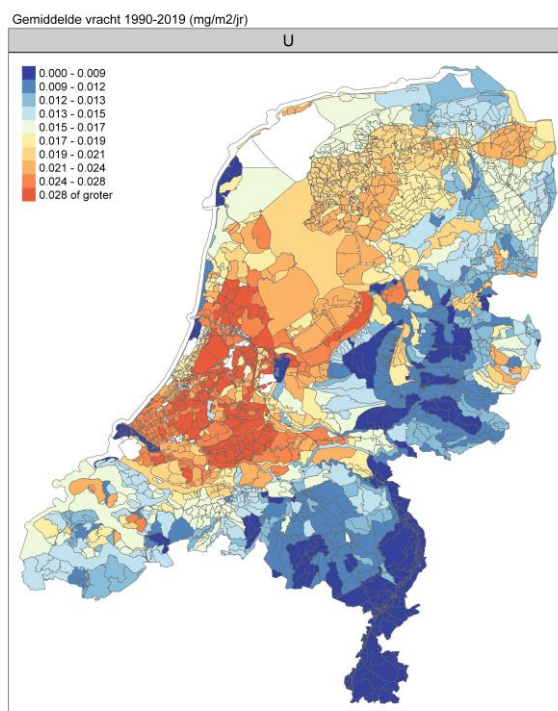 Gemiddelde vracht 1990-2019 (mg/m2/jr)
U
0.000 - 0.009
0.009 - 0.012
0.012 - 0.013
0.013 - 0.015
0.015 - 0.017
0.017 - 0.019
0.019 - 0.021
0.021 - 0.024
0.024 - 0.028
0.028 of groter